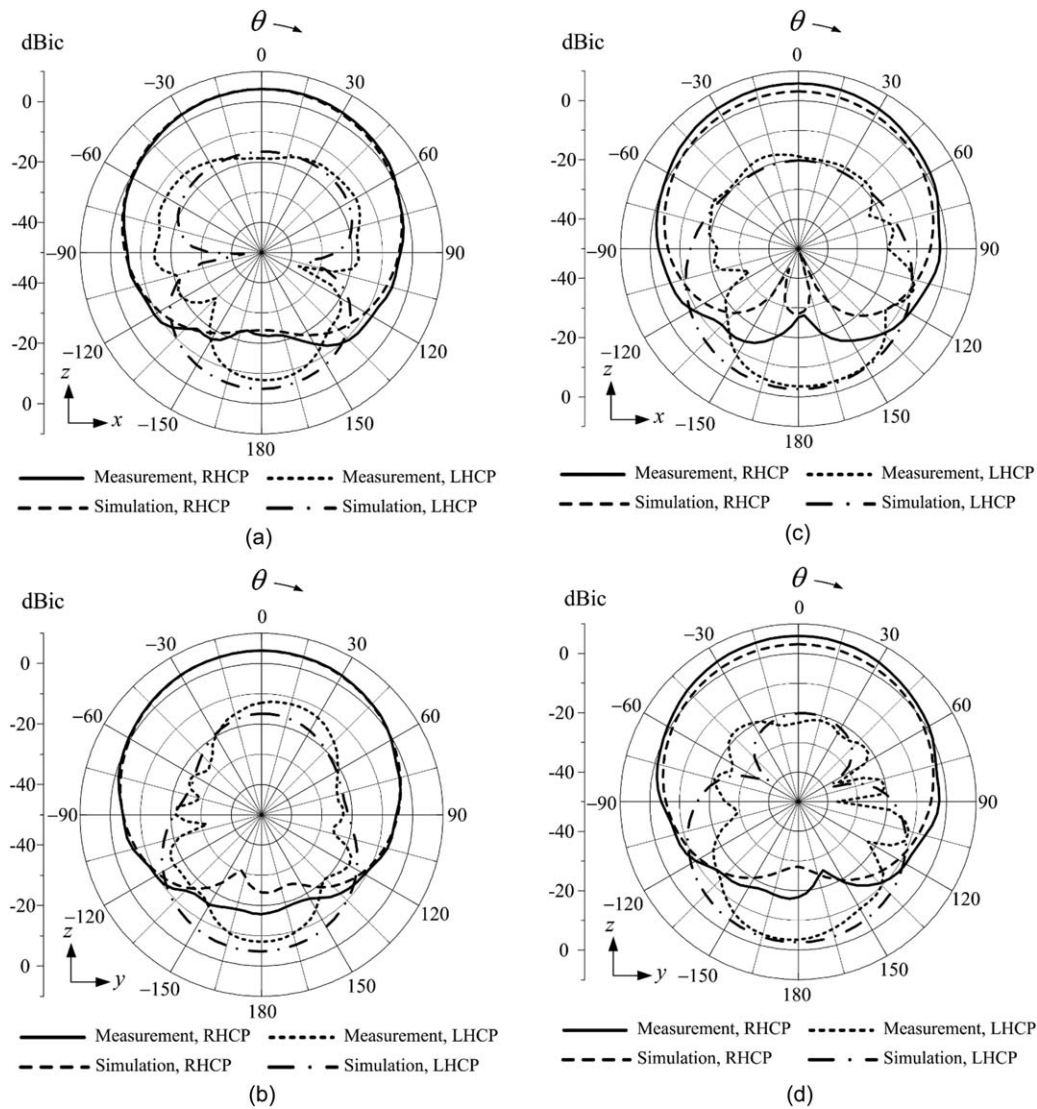 θ
dBic
0
−30
30
0
−60
60
-20
-40
−90
90
-40
-20
−120
120
0
z
x
−150
150
180
Measurement, RHCP
Measurement, LHCP
Simulation, RHCP
Simulation, LHCP
(a)
θ
dBic
0
−30
30
0
−60
60
-20
-40
−90
90
-40
-20
−120
120
0
z
x
−150
150
180
Measurement, RHCP
Measurement, LHCP
Simulation, RHCP
Simulation, LHCP
(c)
θ
dBic
0
−30
30
0
−60
60
-20
-40
−90
90
-40
-20
−120
120
0
z
y
−150
150
180
Measurement, RHCP
Measurement, LHCP
Simulation, RHCP
Simulation, LHCP
(b)
θ
dBic
0
−30
30
0
−60
60
-20
-40
−90
90
-40
-20
−120
120
0
z
y
−150
150
180
Measurement, RHCP
Measurement, LHCP
Simulation, RHCP
Simulation, LHCP
(d)